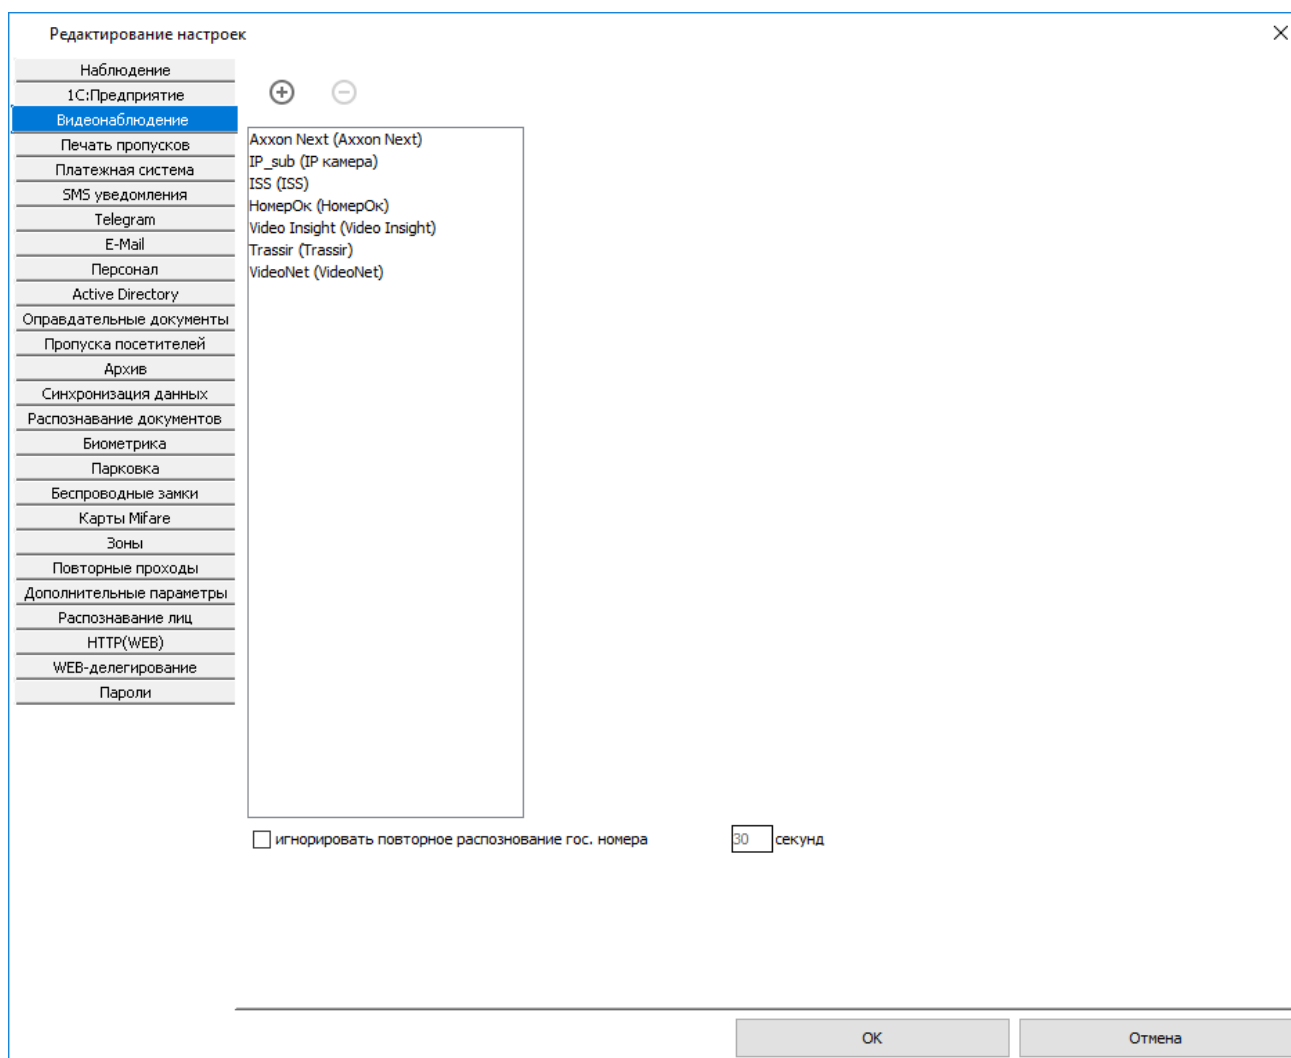 Редактирование настроек
Наблюдение
1С:Предприятие
Видеонаблюдение
Печать пропусков
Платежная система
SMS уведомления
Telegram
E-Mail
Персонал
Active Directory
Оправдательные документы
Пропуска посетителей
Архив
Синхронизация данных
Распознавание документов
Биометрика
Парковка
Беспроводные замки
Карты Mifare
Зоны
Повторные проходы
Дополнительные параметры
Распознавание лиц
HTTP(WEB)
WEB-делегирование
Пароли
Axxon Next (Axxon Next)
IP_sub (IP камера)
ISS (ISS)
НомерОк (НомерОк)
Video Insight (Video Insight)
Trassir (Trassir)
VideoNet (VideoNet)
игнорировать повторное распознование гос. номера 30 секунд
ОК Отмена